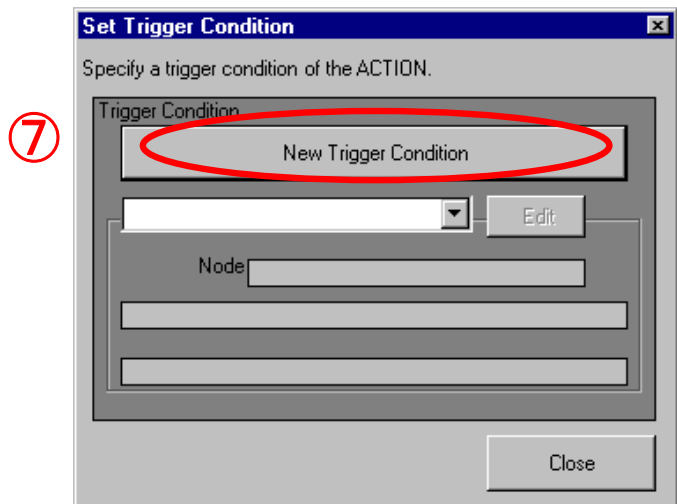 Set Trigger Condition
Specify a trigger condition of the ACTION.
⑦
Trigger Condition
New Trigger Condition
Edit
Node
Close